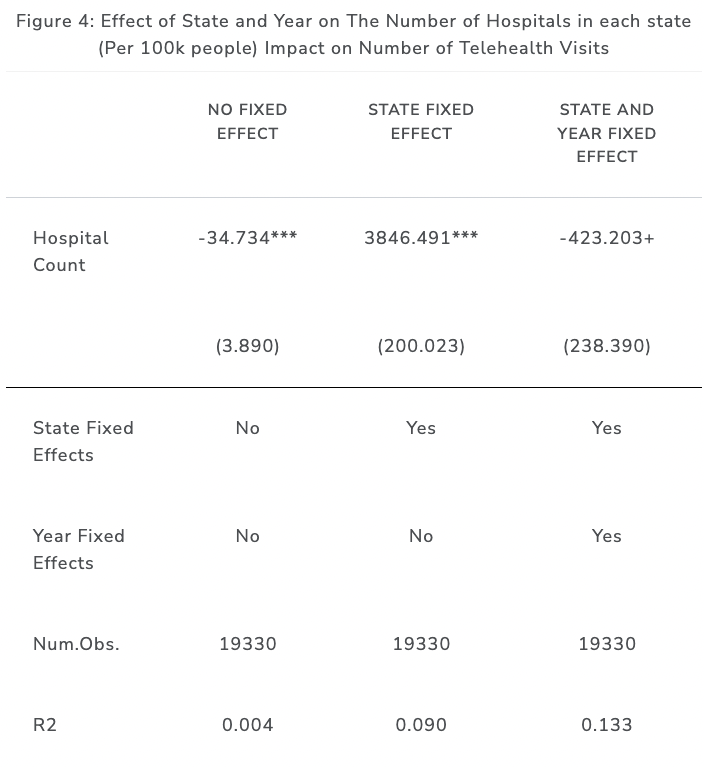 Figure 4: Effect of State and Year on The Number of Hospitals in each state
(Per 100k people) Impact on Number of Telehealth Visits
NO FIXED EFFECT STATE FIXED EFFECT STATE AND YEAR FIXED EFFECT
Hospital Count -34.734*** 3846.491*** -423.203+
(3.890) (200.023) (238.390)
State Fixed Effects No Yes Yes
Year Fixed Effects No No Yes
Num.Obs. 19330 19330 19330
R2 0.004 0.090 0.133